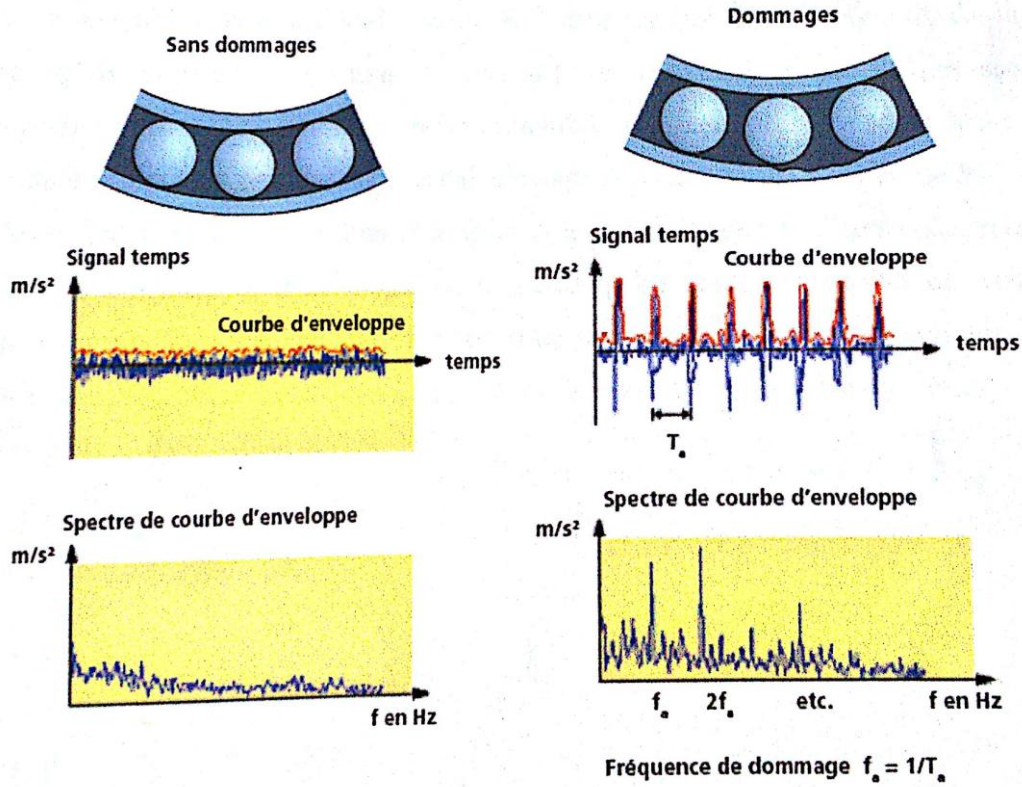 Sans dommages
Signal temps
m/s²
Courbe d'enveloppe
temps
Spectre de courbe d'enveloppe
m/s²
f en Hz
Dommages
Signal temps
m/s²
Courbe d'enveloppe
temps
Tₐ
Spectre de courbe d'enveloppe
m/s²
fₐ 2fₐ etc. f en Hz
Fréquence de dommage fₐ = 1/Tₐ